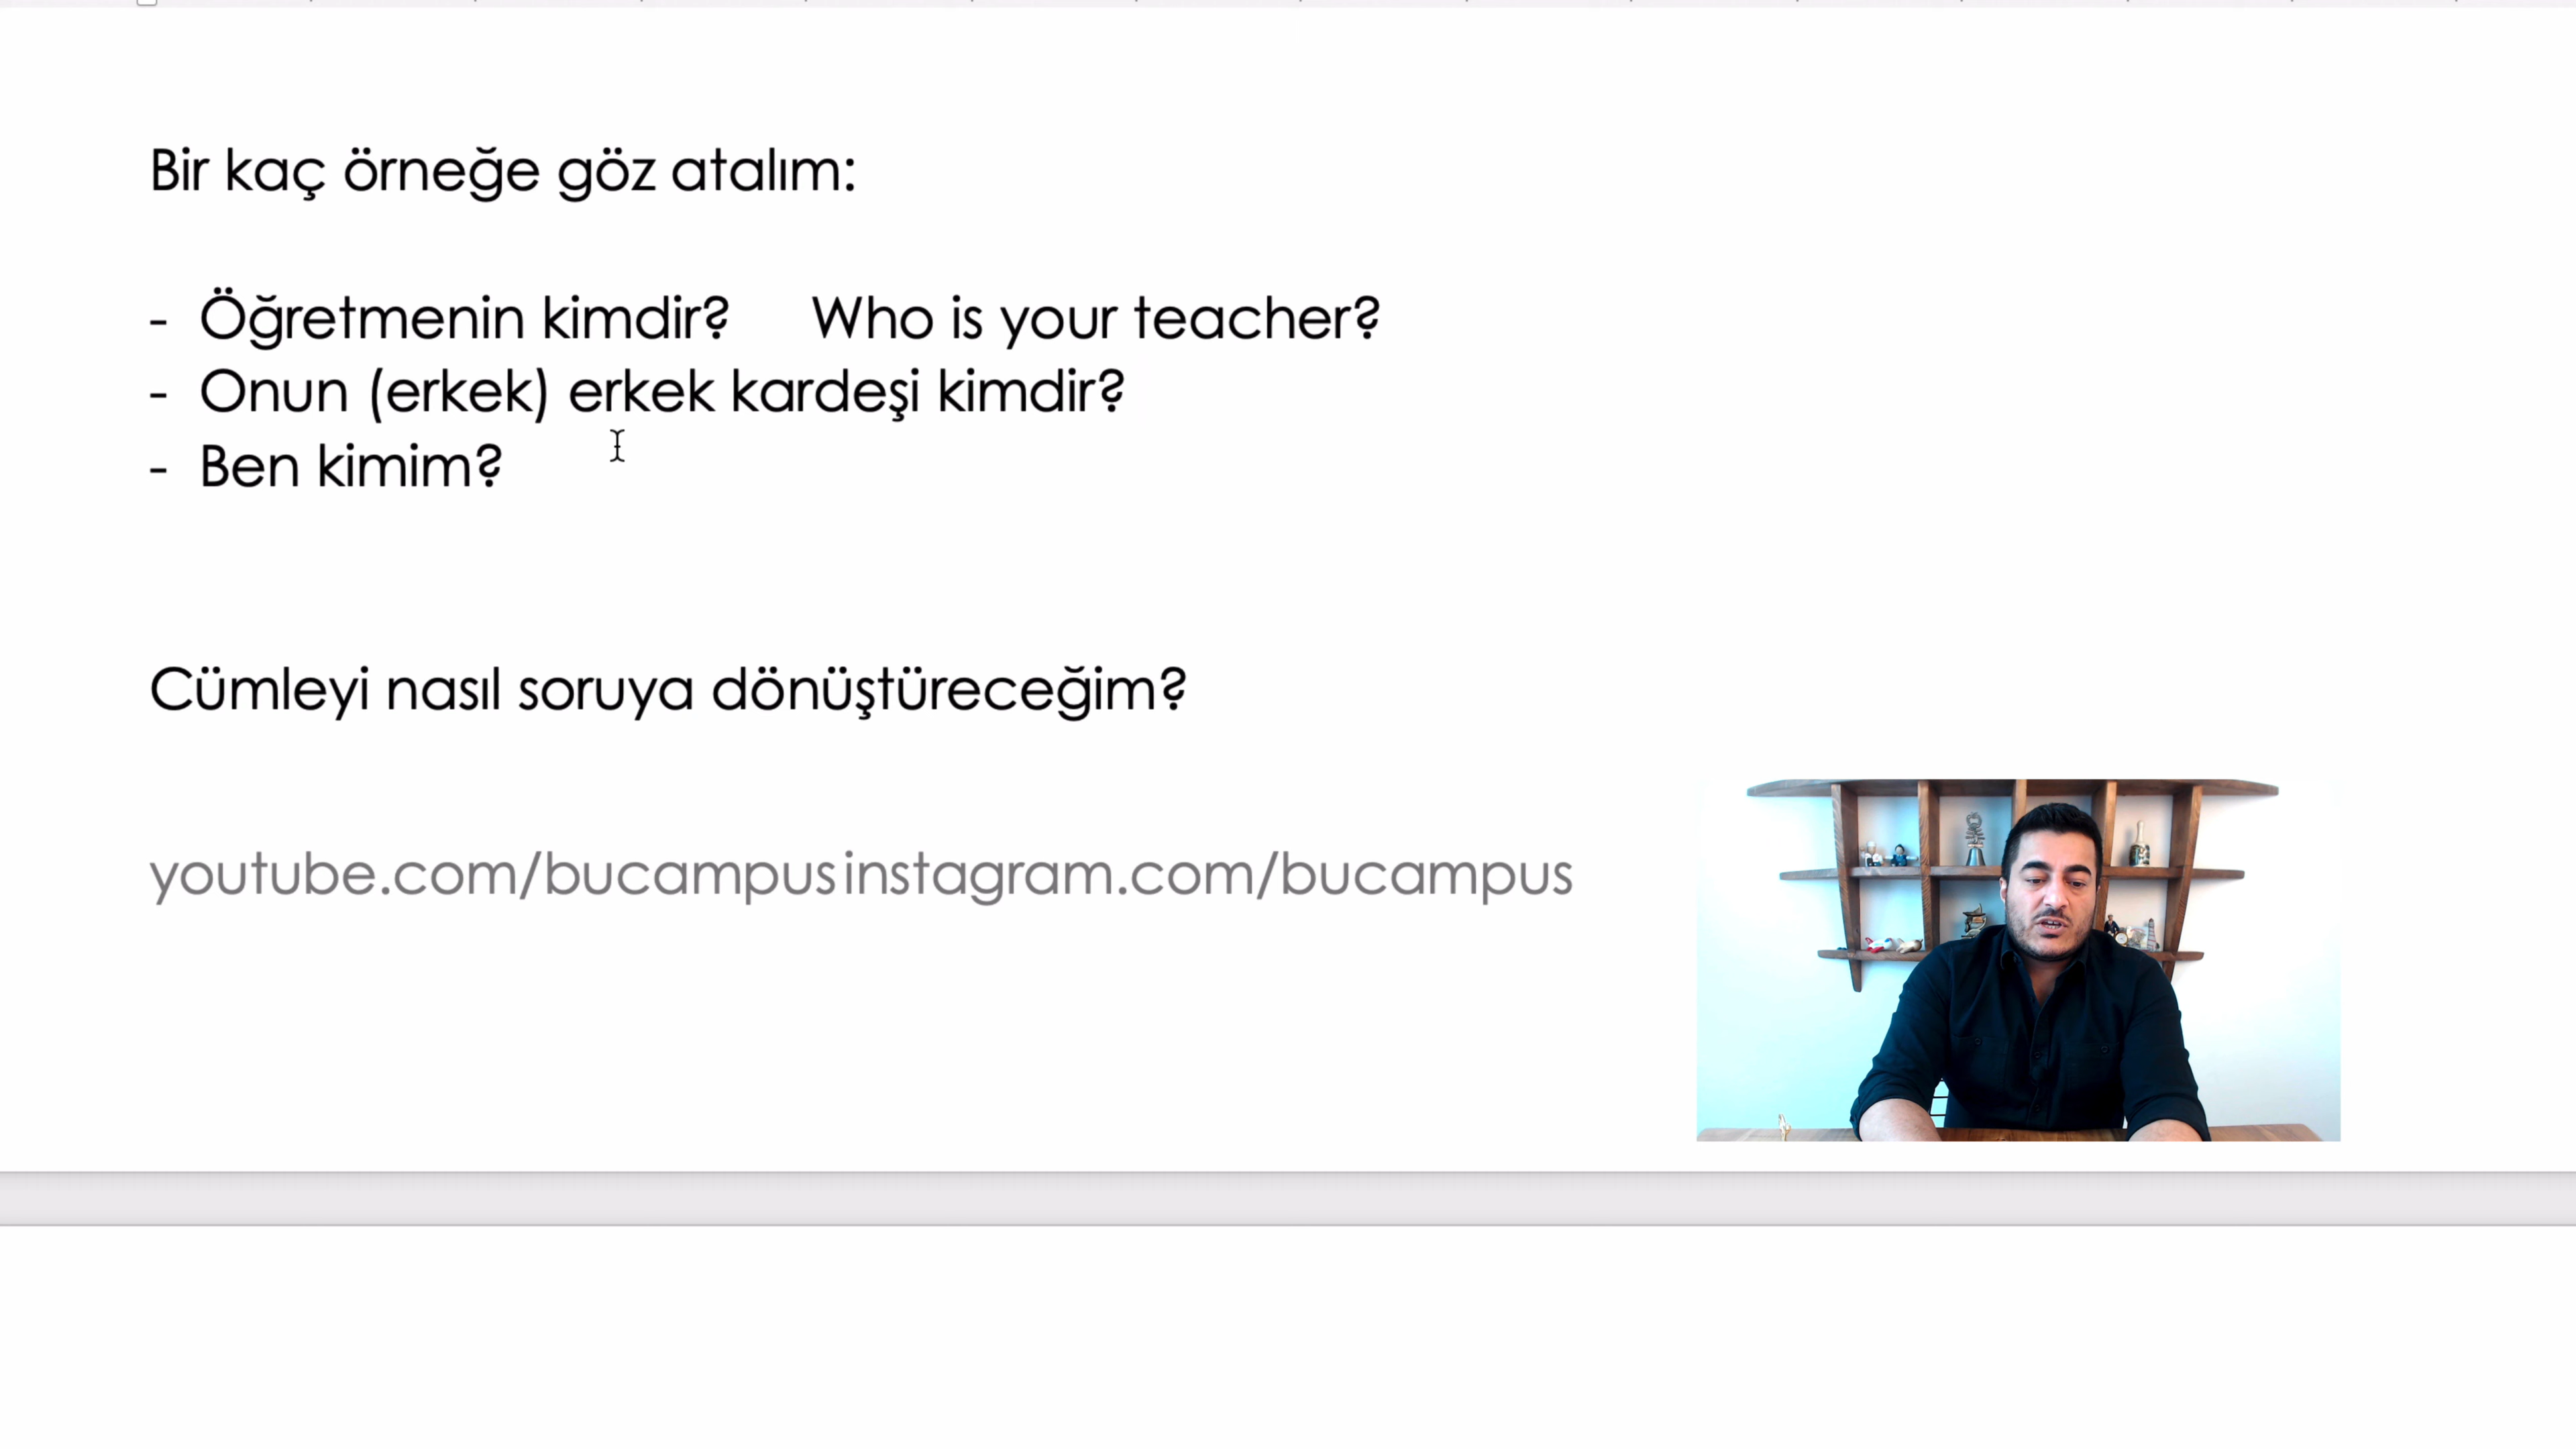 Bir kaç örneğe göz atalım:
- Öğretmenin kimdir? Who is your teacher?
- Onun (erkek) erkek kardeşi kimdir?
- Ben kimim?
Cümleyi nasıl soruya dönüştüreceğim?
youtube.com/bucampus instagram.com/bucampus